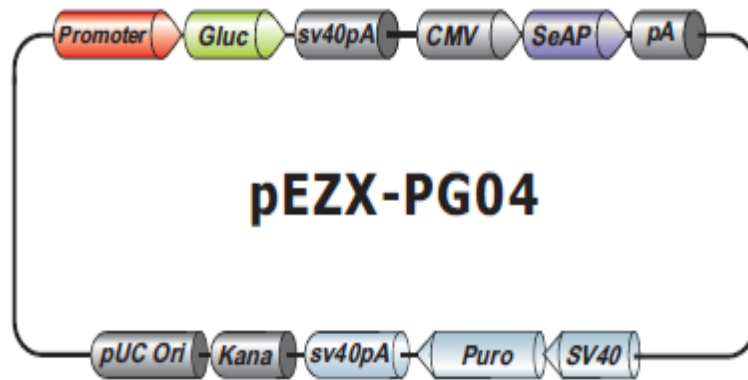 Promoter Gluc sv40pA CMV SeAP pA
pEZX-PG04
pUC Ori Kana sv40pA Puro SV40